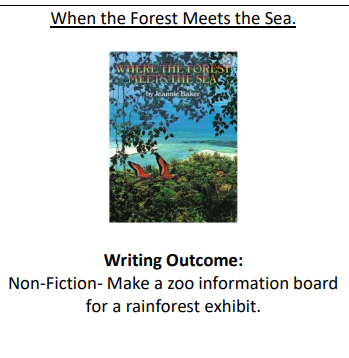 When the Forest Meets the Sea.
WHERE THE FOREST
MEETS THE SEA
by Jeannie Baker
Writing Outcome:
Non-Fiction- Make a zoo information board
for a rainforest exhibit.